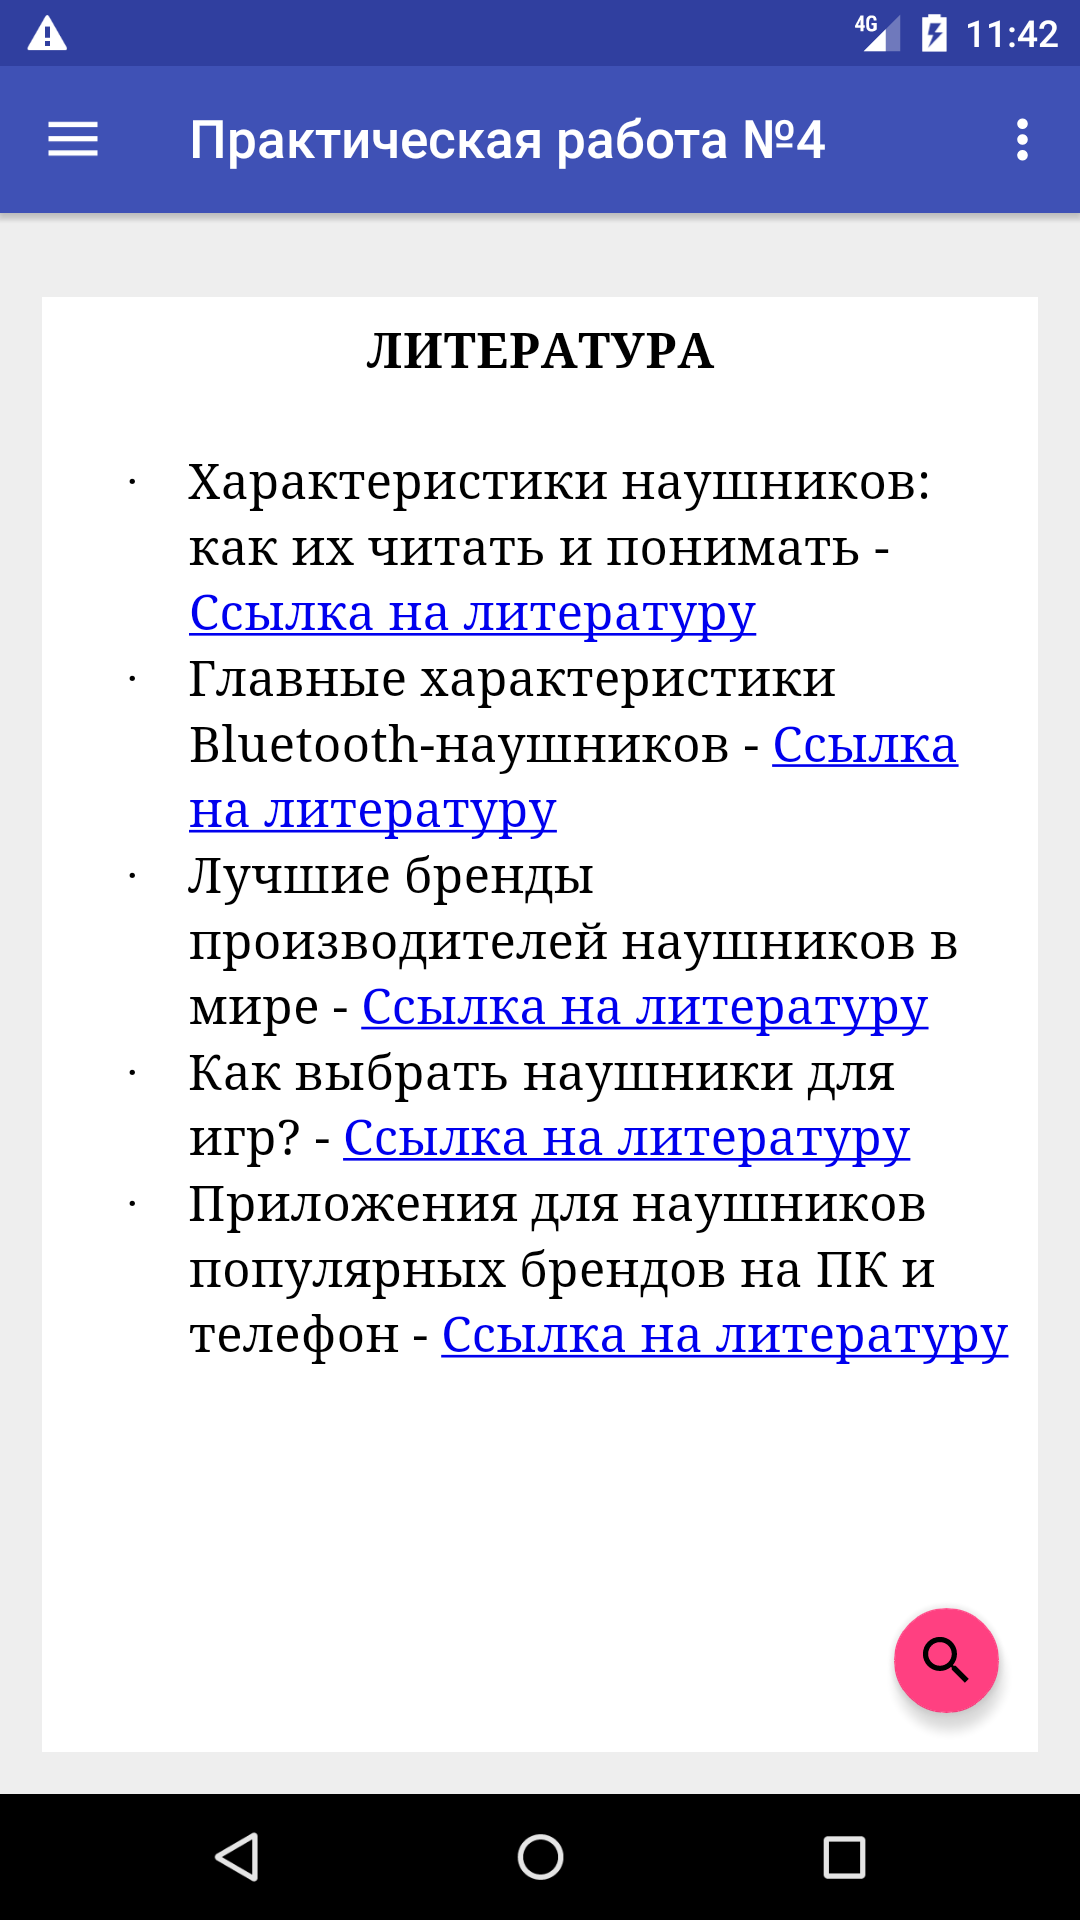 4G 11:42
Практическая работа №4
ЛИТЕРАТУРА
· Характеристики наушников:
как их читать и понимать -
Ссылка на литературу
· Главные характеристики
Bluetooth-наушников - Ссылка
на литературу
· Лучшие бренды
производителей наушников в
мире - Ссылка на литературу
· Как выбрать наушники для
игр? - Ссылка на литературу
· Приложения для наушников
популярных брендов на ПК и
телефон - Ссылка на литературу